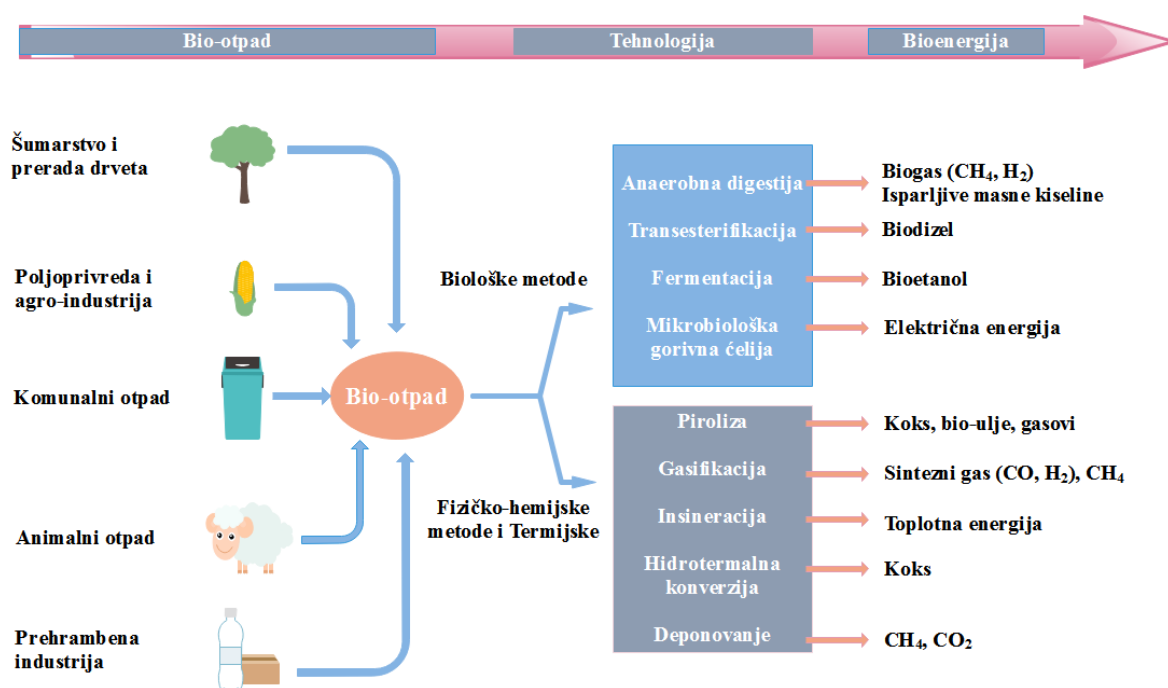 Bio-otpad
Tehnologija
Bioenergija
Šumarstvo i
prerada drveta
Poljoprivreda i
agro-industrija
Komunalni otpad
Animalni otpad
Prehrambena
industrija
Bio-otpad
Biološke metode
Fizičko-hemijske
metode i Termijske
Anaerobna digestija
Transesterifikacija
Fermentacija
Mikrobiološka
gorivna ćelija
Piroliza
Gasifikacija
Insineracija
Hidrotermalna
konverzija
Deponovanje
Biogas (CH₄, H₂)
Isparljive masne kiseline
Biodizel
Bioetanol
Električna energija
Koks, bio-ulje, gasovi
Sintezni gas (CO, H₂), CH₄
Toplotna energija
Koks
CH₄, CO₂